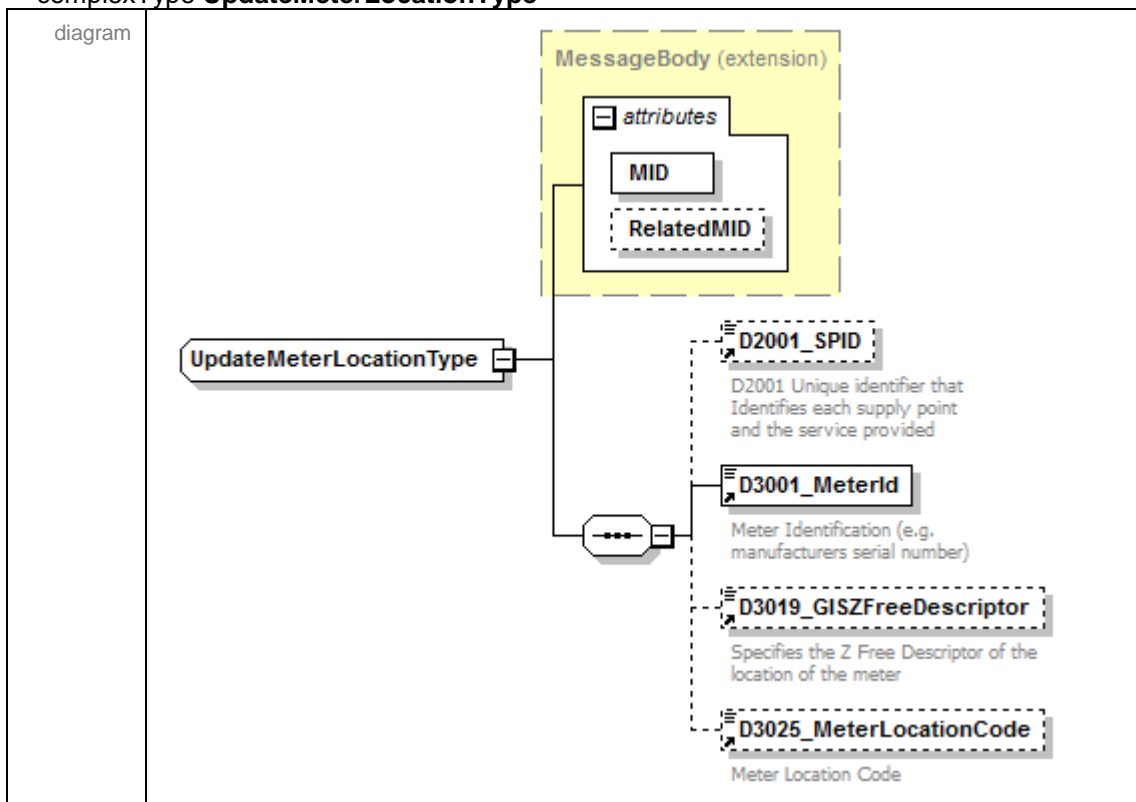 complexType UpdateMeterLocationType
diagram
MessageBody (extension)
attributes
MID
RelatedMID
UpdateMeterLocationType
D2001_SPID
D2001 Unique identifier that
Identifies each supply point
and the service provided
D3001_MeterId
Meter Identification (e.g.
manufacturers serial number)
D3019_GISZFreeDescriptor
Specifies the Z Free Descriptor of the
location of the meter
D3025_MeterLocationCode
Meter Location Code